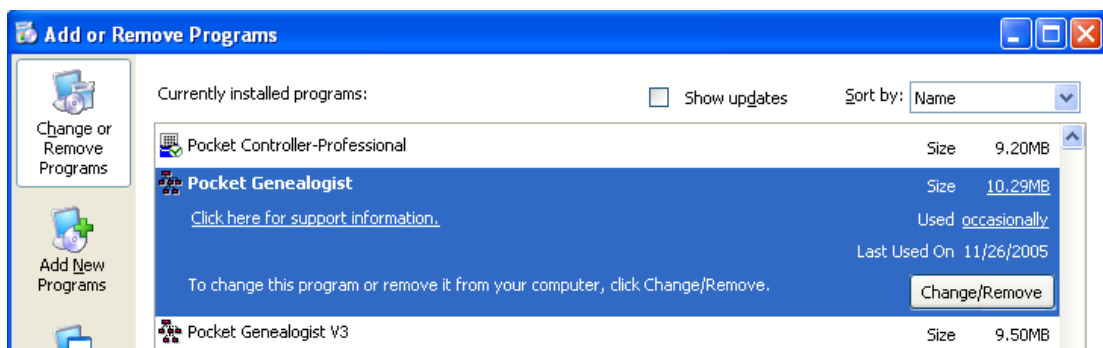 Add or Remove Programs
Change or
Remove
Programs
Add New
Programs
Currently installed programs:
Show updates
Sort by: Name
Pocket Controller-Professional Size 9.20MB
Pocket Genealogist Size 10.29MB
Click here for support information. Used occasionally
Last Used On 11/26/2005
To change this program or remove it from your computer, click Change/Remove. Change/Remove
Pocket Genealogist V3 Size 9.50MB